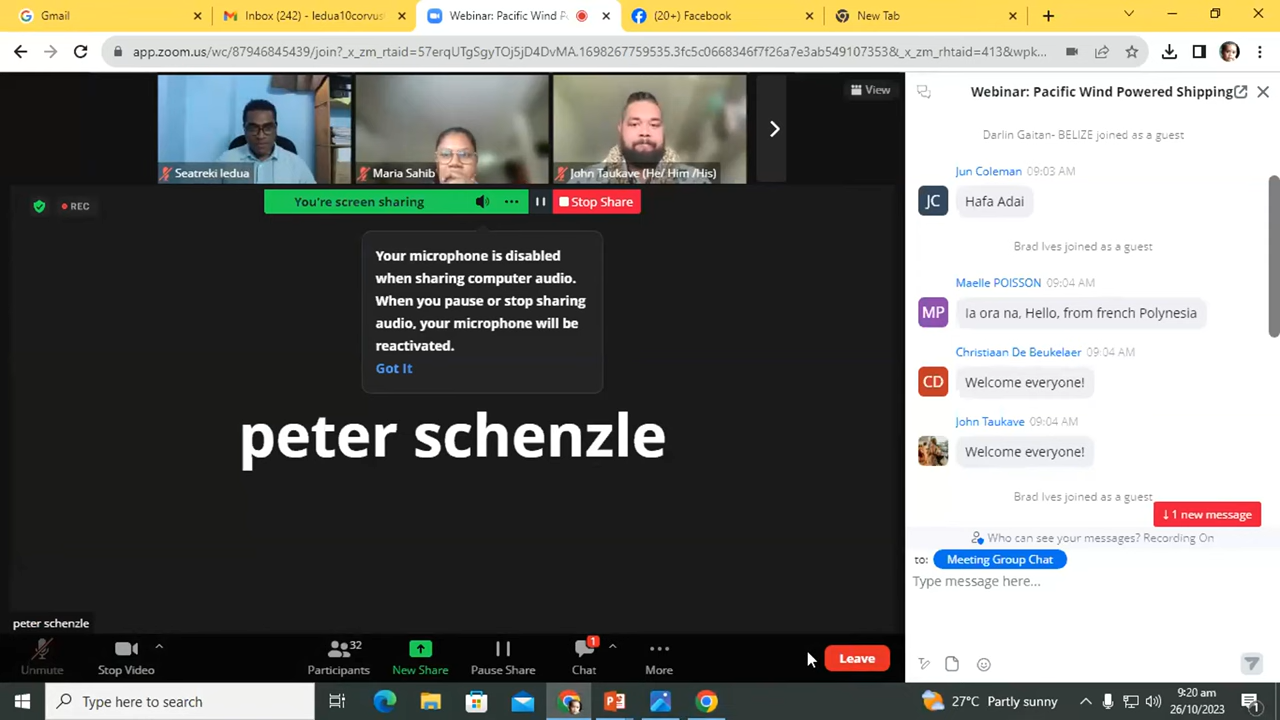 Gmail
Inbox (242) - ledua10corvus
Webinar: Pacific Wind Po
(20+) Facebook
New Tab
app.zoom.us/wc/87946845439/join?_x_zm_rtaid=57erqUTgSgyTOj5jD4DvMA.1698267759535.3fc5c0668346f7f26a7e3ab549107353&_x_zm_rhtaid=413&wpk...
View
Seatreki ledua
Maria Sahib
John Taukave (He/ Him /His)
REC
You're screen sharing
Stop Share
Your microphone is disabled
when sharing computer audio.
When you pause or stop sharing
audio, your microphone will be
reactivated.
Got It
peter schenzle
peter schenzle
Unmute
Stop Video
32
Participants
New Share
Pause Share
1
Chat
More
Leave
Webinar: Pacific Wind Powered Shipping
Darlin Gaitan- BELIZE joined as a guest
Jun Coleman 09:03 AM
JC
Hafa Adai
Brad Ives joined as a guest
Maelle POISSON 09:04 AM
MP
Ia ora na, Hello, from french Polynesia
Christiaan De Beukelaer 09:04 AM
CD
Welcome everyone!
John Taukave 09:04 AM
Welcome everyone!
Brad Ives joined as a guest
↓ 1 new message
Who can see your messages? Recording On
to: Meeting Group Chat
Type message here...
Type here to search
27°C Partly sunny
9:20 am
26/10/2023
1